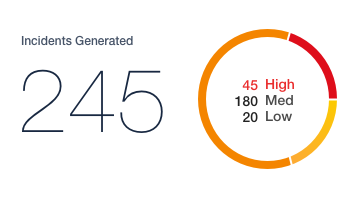 Incidents Generated
245
45 High
180 Med
20 Low